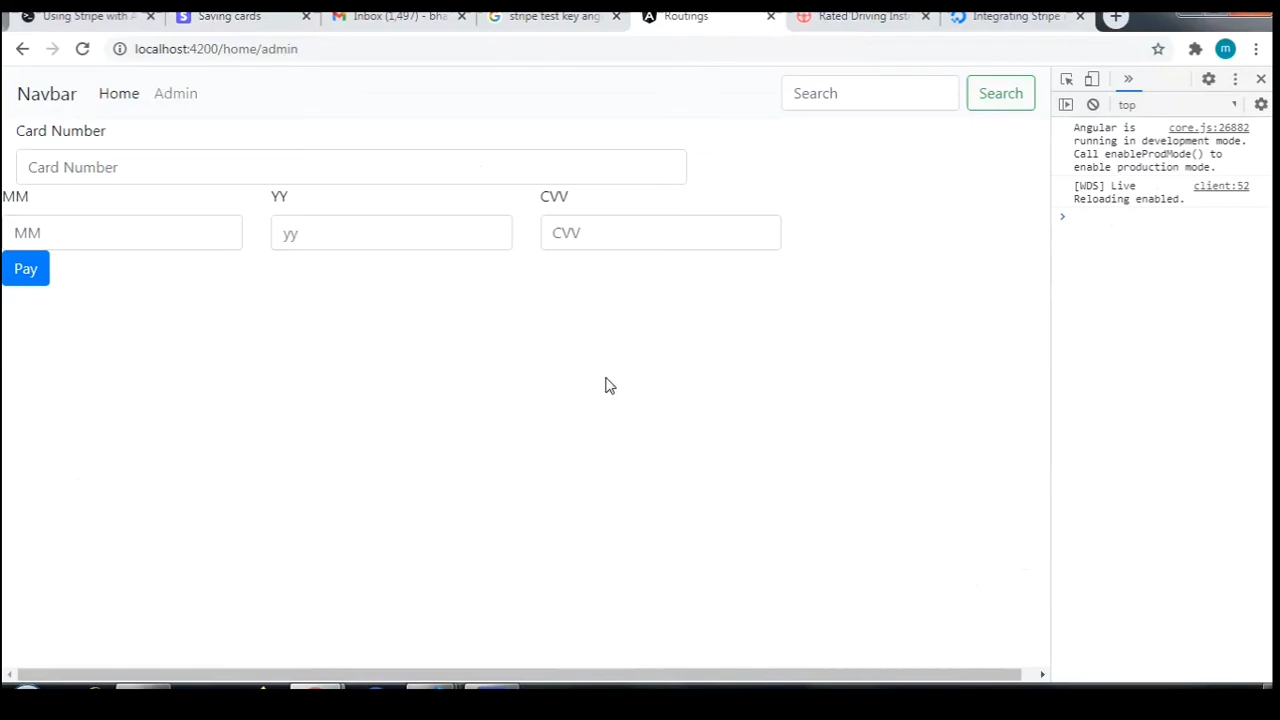 Using Stripe with A
Saving cards
Inbox (1,497) - bha
stripe test key ang
Routings
Rated Driving Inst
Integrating Stripe
localhost:4200/home/admin
m
Navbar Home Admin Search Search
top
Card Number
Card Number
MM YY CVV
MM yy CVV
Pay
Angular is core.js:26882
running in development mode.
Call enableProdMode() to
enable production mode.
[WDS] Live client:52
Reloading enabled.